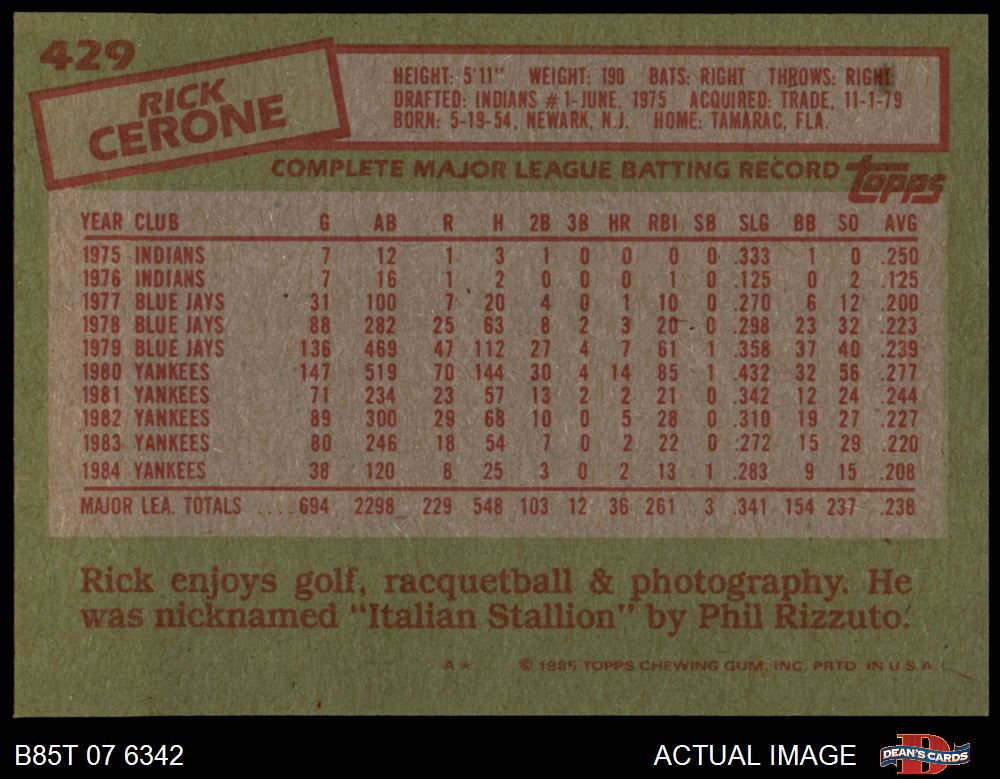 429
RICK
CERONE
HEIGHT: 5'11" WEIGHT: 190 BATS: RIGHT THROWS: RIGHT
DRAFTED: INDIANS #1-JUNE, 1975 ACQUIRED: TRADE, 11-1-79
BORN: 5-19-54, NEWARK, N.J. HOME: TAMARAC, FLA.
COMPLETE MAJOR LEAGUE BATTING RECORD topps
YEAR CLUB G AB R H 2B 3B HR RBI SB SLG BB SO AVG
1975 INDIANS 7 12 1 3 1 0 0 0 0 .333 1 0 .250
1976 INDIANS 7 16 1 2 0 0 0 1 0 .125 0 2 .125
1977 BLUE JAYS 31 100 7 20 4 0 1 10 0 .270 6 12 .200
1978 BLUE JAYS 88 282 25 63 8 2 3 20 0 .298 23 32 .223
1979 BLUE JAYS 136 469 47 112 27 4 7 61 1 .358 37 40 .239
1980 YANKEES 147 519 70 144 30 4 14 85 1 .432 32 56 .277
1981 YANKEES 71 234 23 57 13 2 2 21 0 .342 12 24 .244
1982 YANKEES 89 300 29 68 10 0 5 28 0 .310 19 27 .227
1983 YANKEES 80 246 18 54 7 0 2 22 0 .272 15 29 .220
1984 YANKEES 38 120 8 25 3 0 2 13 1 .283 9 15 .208
MAJOR LEA. TOTALS .... 694 2298 229 548 103 12 36 261 3 .341 154 237 .238
Rick enjoys golf, racquetball & photography. He
was nicknamed "Italian Stallion" by Phil Rizzuto.
A★ © 1985 TOPPS CHEWING GUM, INC. PRTD. IN U.S.A.
B85T 07 6342 ACTUAL IMAGE DEAN'S CARDS